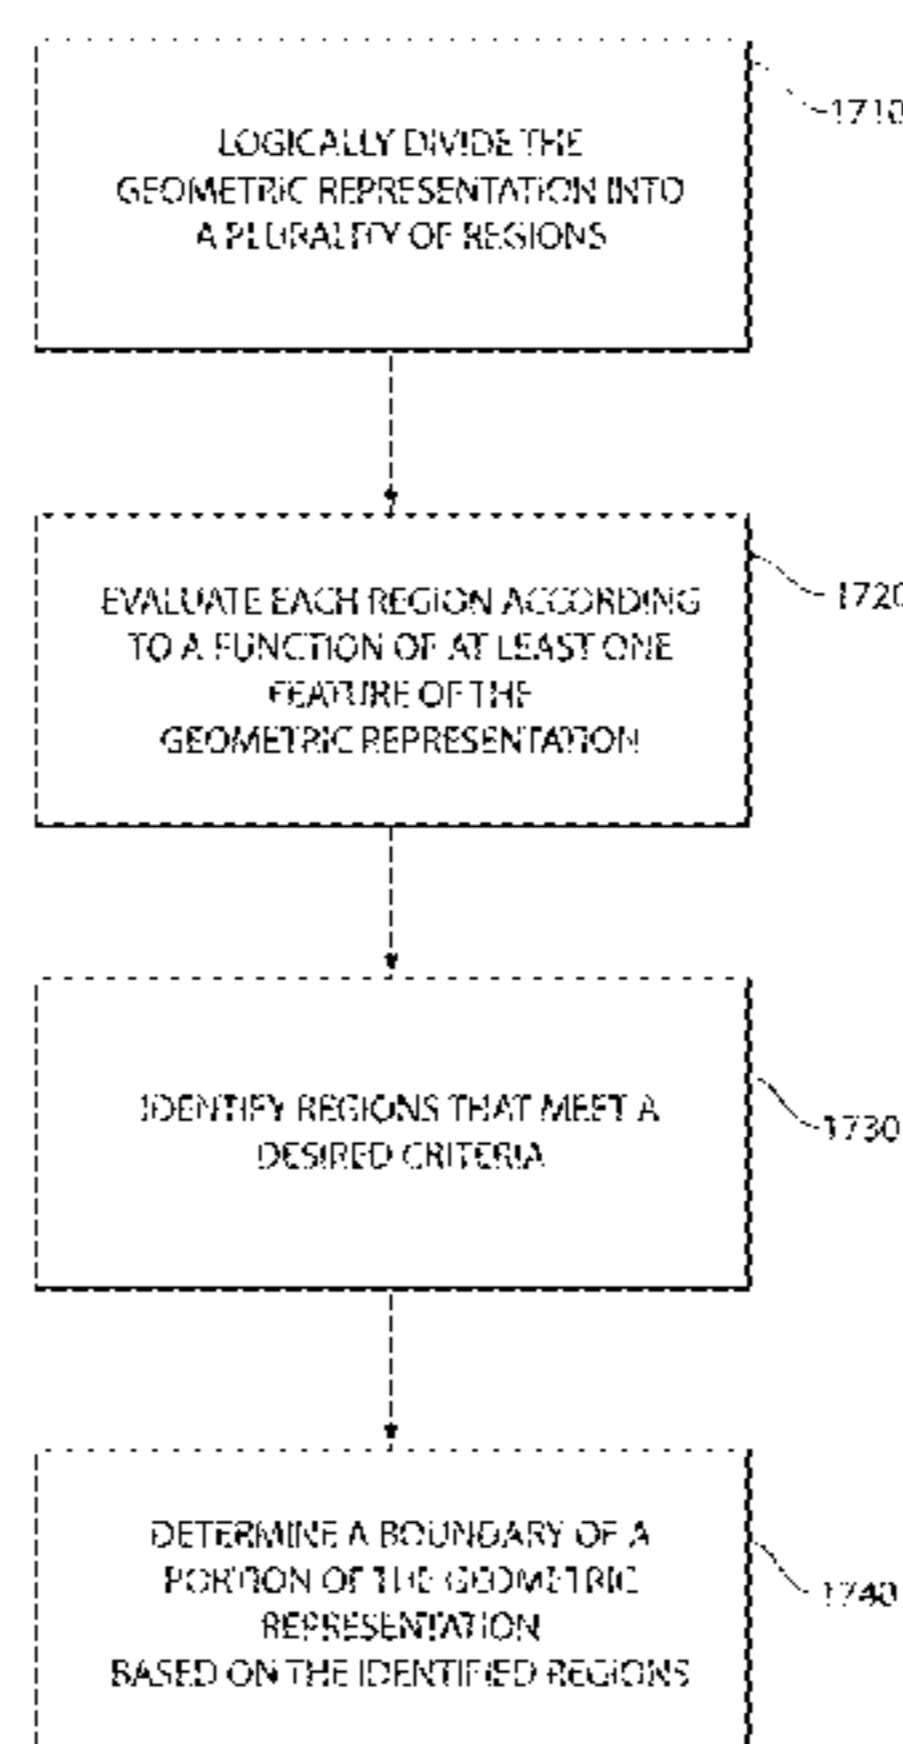 LOGICALLY DIVIDE THE
GEOMETRIC REPRESENTATION INTO
A PLURALITY OF REGIONS
1710
EVALUATE EACH REGION ACCORDING
TO A FUNCTION OF AT LEAST ONE
FEATURE OF THE
GEOMETRIC REPRESENTATION
1720
IDENTIFY REGIONS THAT MEET A
DESIRED CRITERIA
1730
DETERMINE A BOUNDARY OF A
PORTION OF THE GEOMETRIC
REPRESENTATION
BASED ON THE IDENTIFIED REGIONS
1740